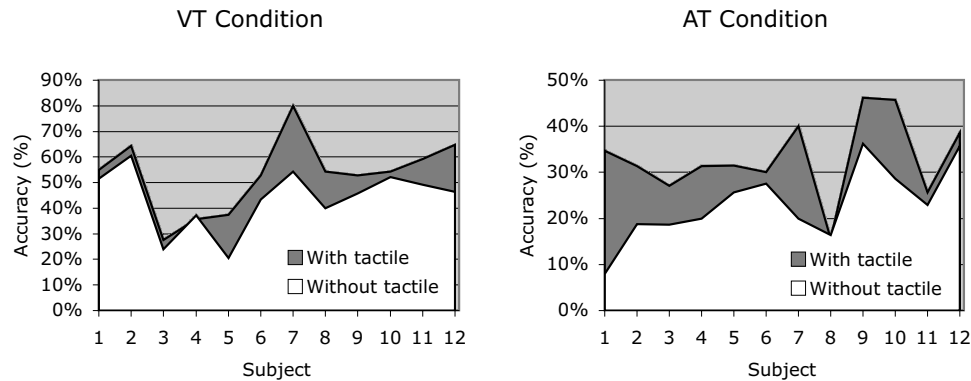 VT Condition
90%
80%
70%
60%
50%
40%
30%
20%
10%
0%
Accuracy (%)
With tactile
Without tactile
1 2 3 4 5 6 7 8 9 10 11 12
Subject
AT Condition
50%
40%
30%
20%
10%
0%
Accuracy (%)
With tactile
Without tactile
1 2 3 4 5 6 7 8 9 10 11 12
Subject